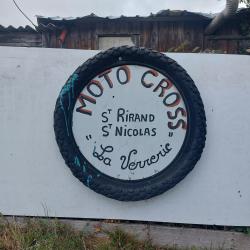 MOTO CROSS
ST RIRAND
ST NICOLAS
"La Verrerie"